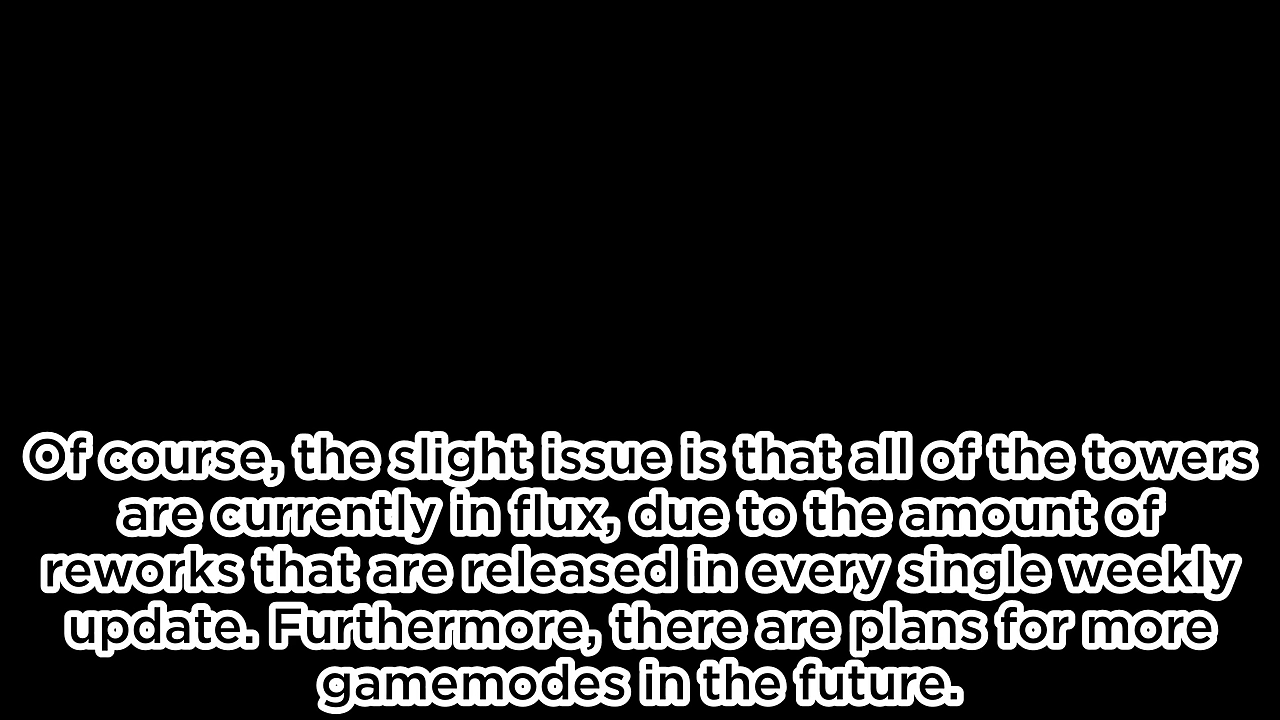 Of course, the slight issue is that all of the towers
are currently in flux, due to the amount of
reworks that are released in every single weekly
update. Furthermore, there are plans for more
gamemodes in the future.